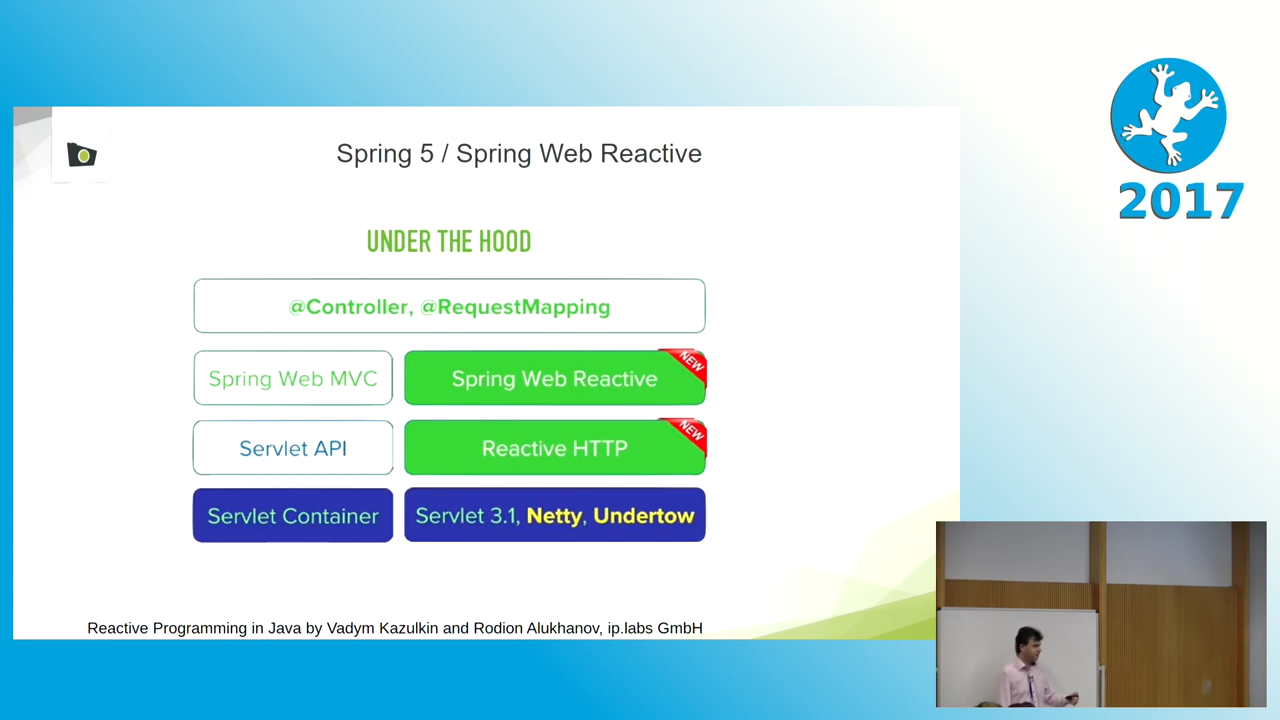 Spring 5 / Spring Web Reactive
2017
UNDER THE HOOD
@Controller, @RequestMapping
Spring Web MVC
Spring Web Reactive
NEW
Servlet API
Reactive HTTP
NEW
Servlet Container
Servlet 3.1, Netty, Undertow
Reactive Programming in Java by Vadym Kazulkin and Rodion Alukhanov, ip.labs GmbH